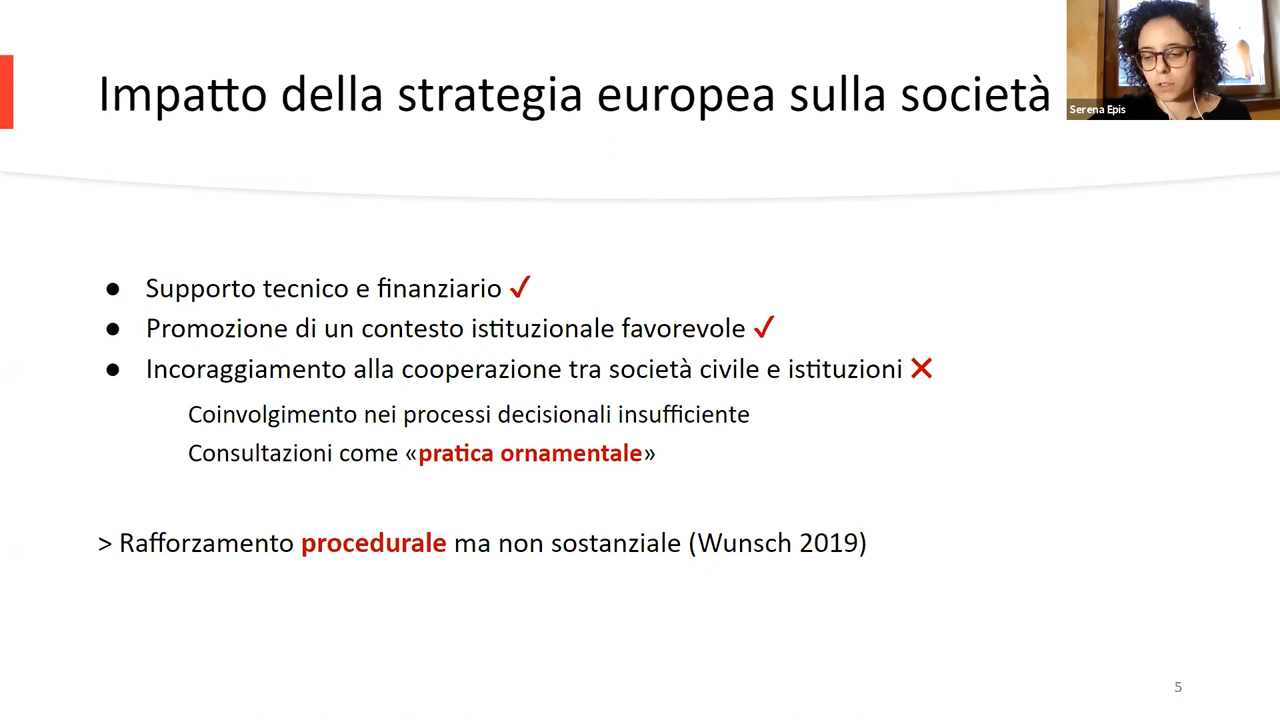 Impatto della strategia europea sulla società
Serena Epis
● Supporto tecnico e finanziario ✓
● Promozione di un contesto istituzionale favorevole ✓
● Incoraggiamento alla cooperazione tra società civile e istituzioni ✕
Coinvolgimento nei processi decisionali insufficiente
Consultazioni come «pratica ornamentale»
> Rafforzamento procedurale ma non sostanziale (Wunsch 2019)
5